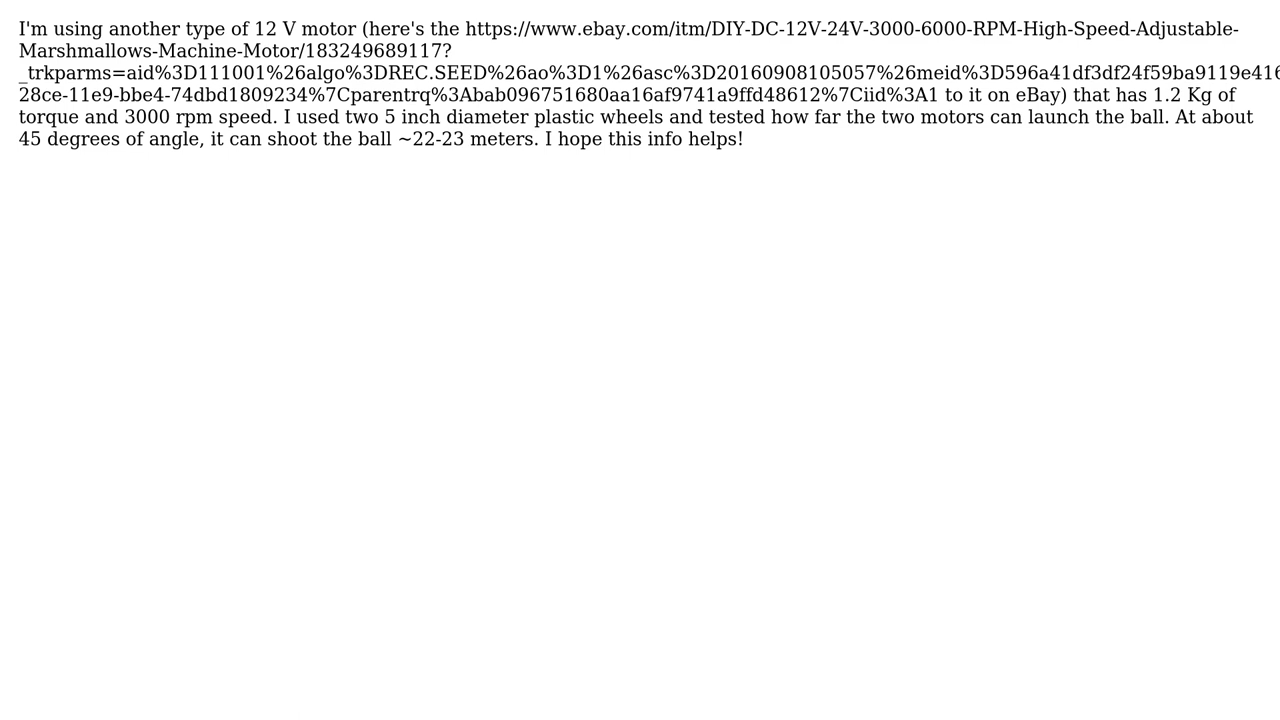 I'm using another type of 12 V motor (here's the https://www.ebay.com/itm/DIY-DC-12V-24V-3000-6000-RPM-High-Speed-Adjustable-
Marshmallows-Machine-Motor/183249689117?
_trkparms=aid%3D111001%26algo%3DREC.SEED%26ao%3D1%26asc%3D20160908105057%26meid%3D596a41df3df24f59ba9119e416
28ce-11e9-bbe4-74dbd1809234%7Cparentrq%3Abab096751680aa16af9741a9ffd48612%7Ciid%3A1 to it on eBay) that has 1.2 Kg of
torque and 3000 rpm speed. I used two 5 inch diameter plastic wheels and tested how far the two motors can launch the ball. At about
45 degrees of angle, it can shoot the ball ~22-23 meters. I hope this info helps!